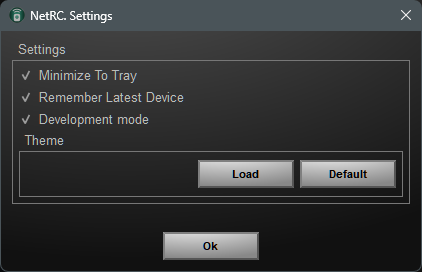 NetRC. Settings
Settings
Minimize To Tray
Remember Latest Device
Development mode
Theme
Load Default
Ok